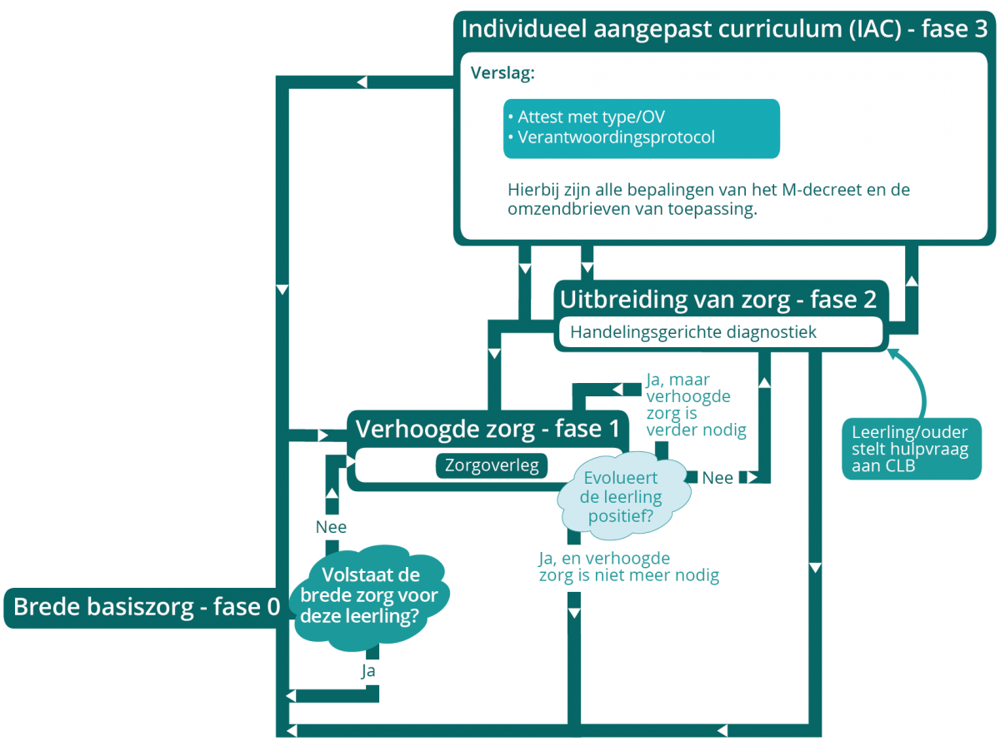 Individueel aangepast curriculum (IAC) - fase 3
Verslag:
• Attest met type/OV
• Verantwoordingsprotocol
Hierbij zijn alle bepalingen van het M-decreet en de
omzendbrieven van toepassing.
Uitbreiding van zorg - fase 2
Handelingsgerichte diagnostiek
Ja, maar
verhoogde
zorg is
verder nodig
Verhoogde zorg - fase 1
Zorgoverleg
Leerling/ouder
stelt hulpvraag
aan CLB
Evolueert
de leerling
positief?
Nee
Nee
Ja, en verhoogde
zorg is niet meer nodig
Volstaat de
brede zorg voor
deze leerling?
Brede basiszorg - fase 0
Ja